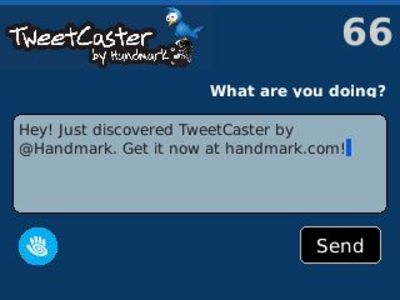 TweetCaster
by Handmark
66
What are you doing?
Hey! Just discovered TweetCaster by
@Handmark. Get it now at handmark.com!
Send